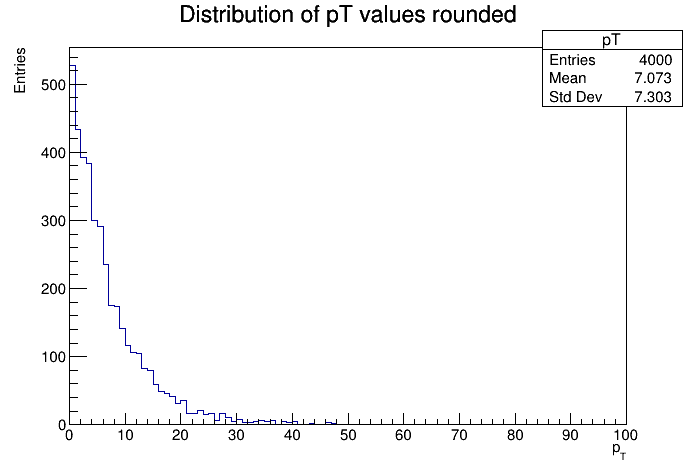 Distribution of pT values rounded
pT
Entries 4000
Mean 7.073
Std Dev 7.303
Entries
500
400
300
200
100
0
0 10 20 30 40 50 60 70 80 90 100
p_T